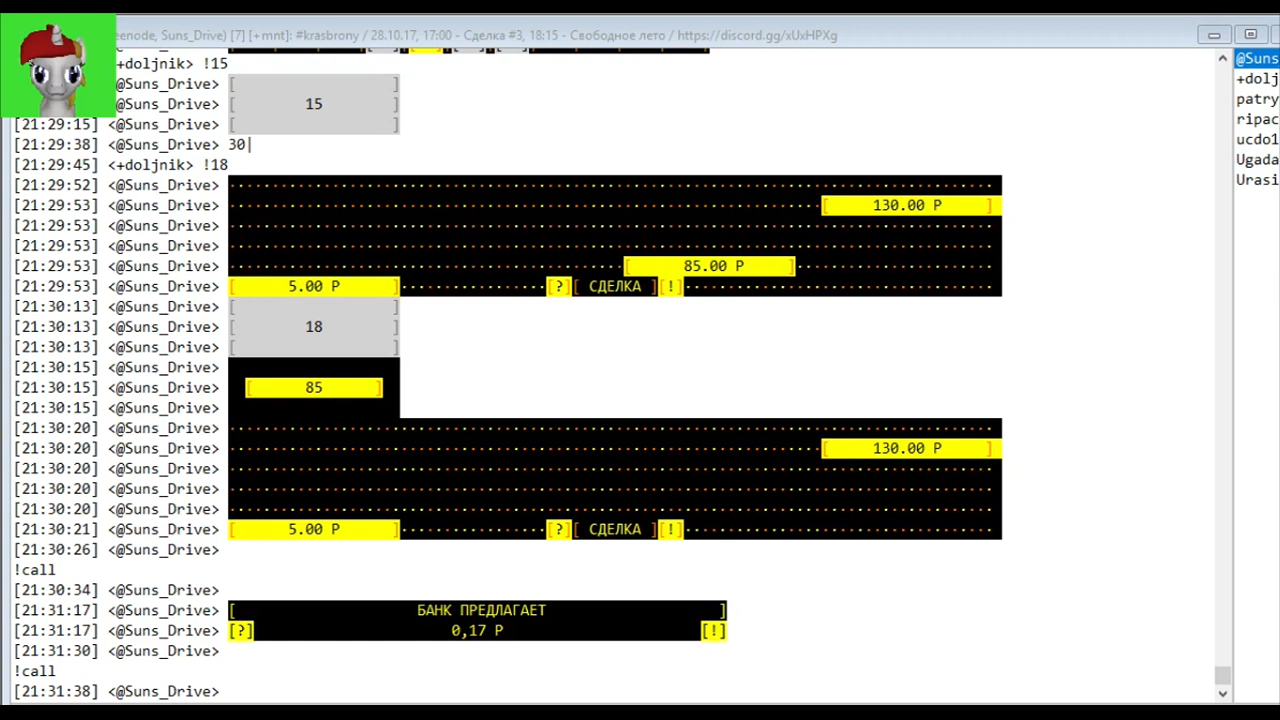 eenode, Suns_Drive) [7] [+mnt]: #krasbrony / 28.10.17, 17:00 - Сделка #3, 18:15 - Свободное лето / https://discord.gg/xUxHPXg
+doljnik> !15
@Suns_Drive> [ ]
@Suns_Drive> [ 15 ]
[21:29:15] <@Suns_Drive> [ ]
[21:29:38] <@Suns_Drive> 30|
[21:29:45] <+doljnik> !18
[21:29:52] <@Suns_Drive>
[21:29:53] <@Suns_Drive> [ 130.00 Р ]
[21:29:53] <@Suns_Drive>
[21:29:53] <@Suns_Drive>
[21:29:53] <@Suns_Drive> [ 85.00 Р ]
[21:29:53] <@Suns_Drive> [ 5.00 Р ] [?][ СДЕЛКА ][!]
[21:30:13] <@Suns_Drive> [ ]
[21:30:13] <@Suns_Drive> [ 18 ]
[21:30:13] <@Suns_Drive> [ ]
[21:30:15] <@Suns_Drive>
[21:30:15] <@Suns_Drive> [ 85 ]
[21:30:15] <@Suns_Drive>
[21:30:20] <@Suns_Drive>
[21:30:20] <@Suns_Drive> [ 130.00 Р ]
[21:30:20] <@Suns_Drive>
[21:30:20] <@Suns_Drive>
[21:30:20] <@Suns_Drive>
[21:30:21] <@Suns_Drive> [ 5.00 Р ] [?][ СДЕЛКА ][!]
[21:30:26] <@Suns_Drive>
!call
[21:30:34] <@Suns_Drive>
[21:31:17] <@Suns_Drive> [ БАНК ПРЕДЛАГАЕТ ]
[21:31:17] <@Suns_Drive> [?] 0,17 Р [!]
[21:31:30] <@Suns_Drive>
!call
[21:31:38] <@Suns_Drive>
@Suns
+dolj
patry
ripac
ucdo1
Ugada
Urasi